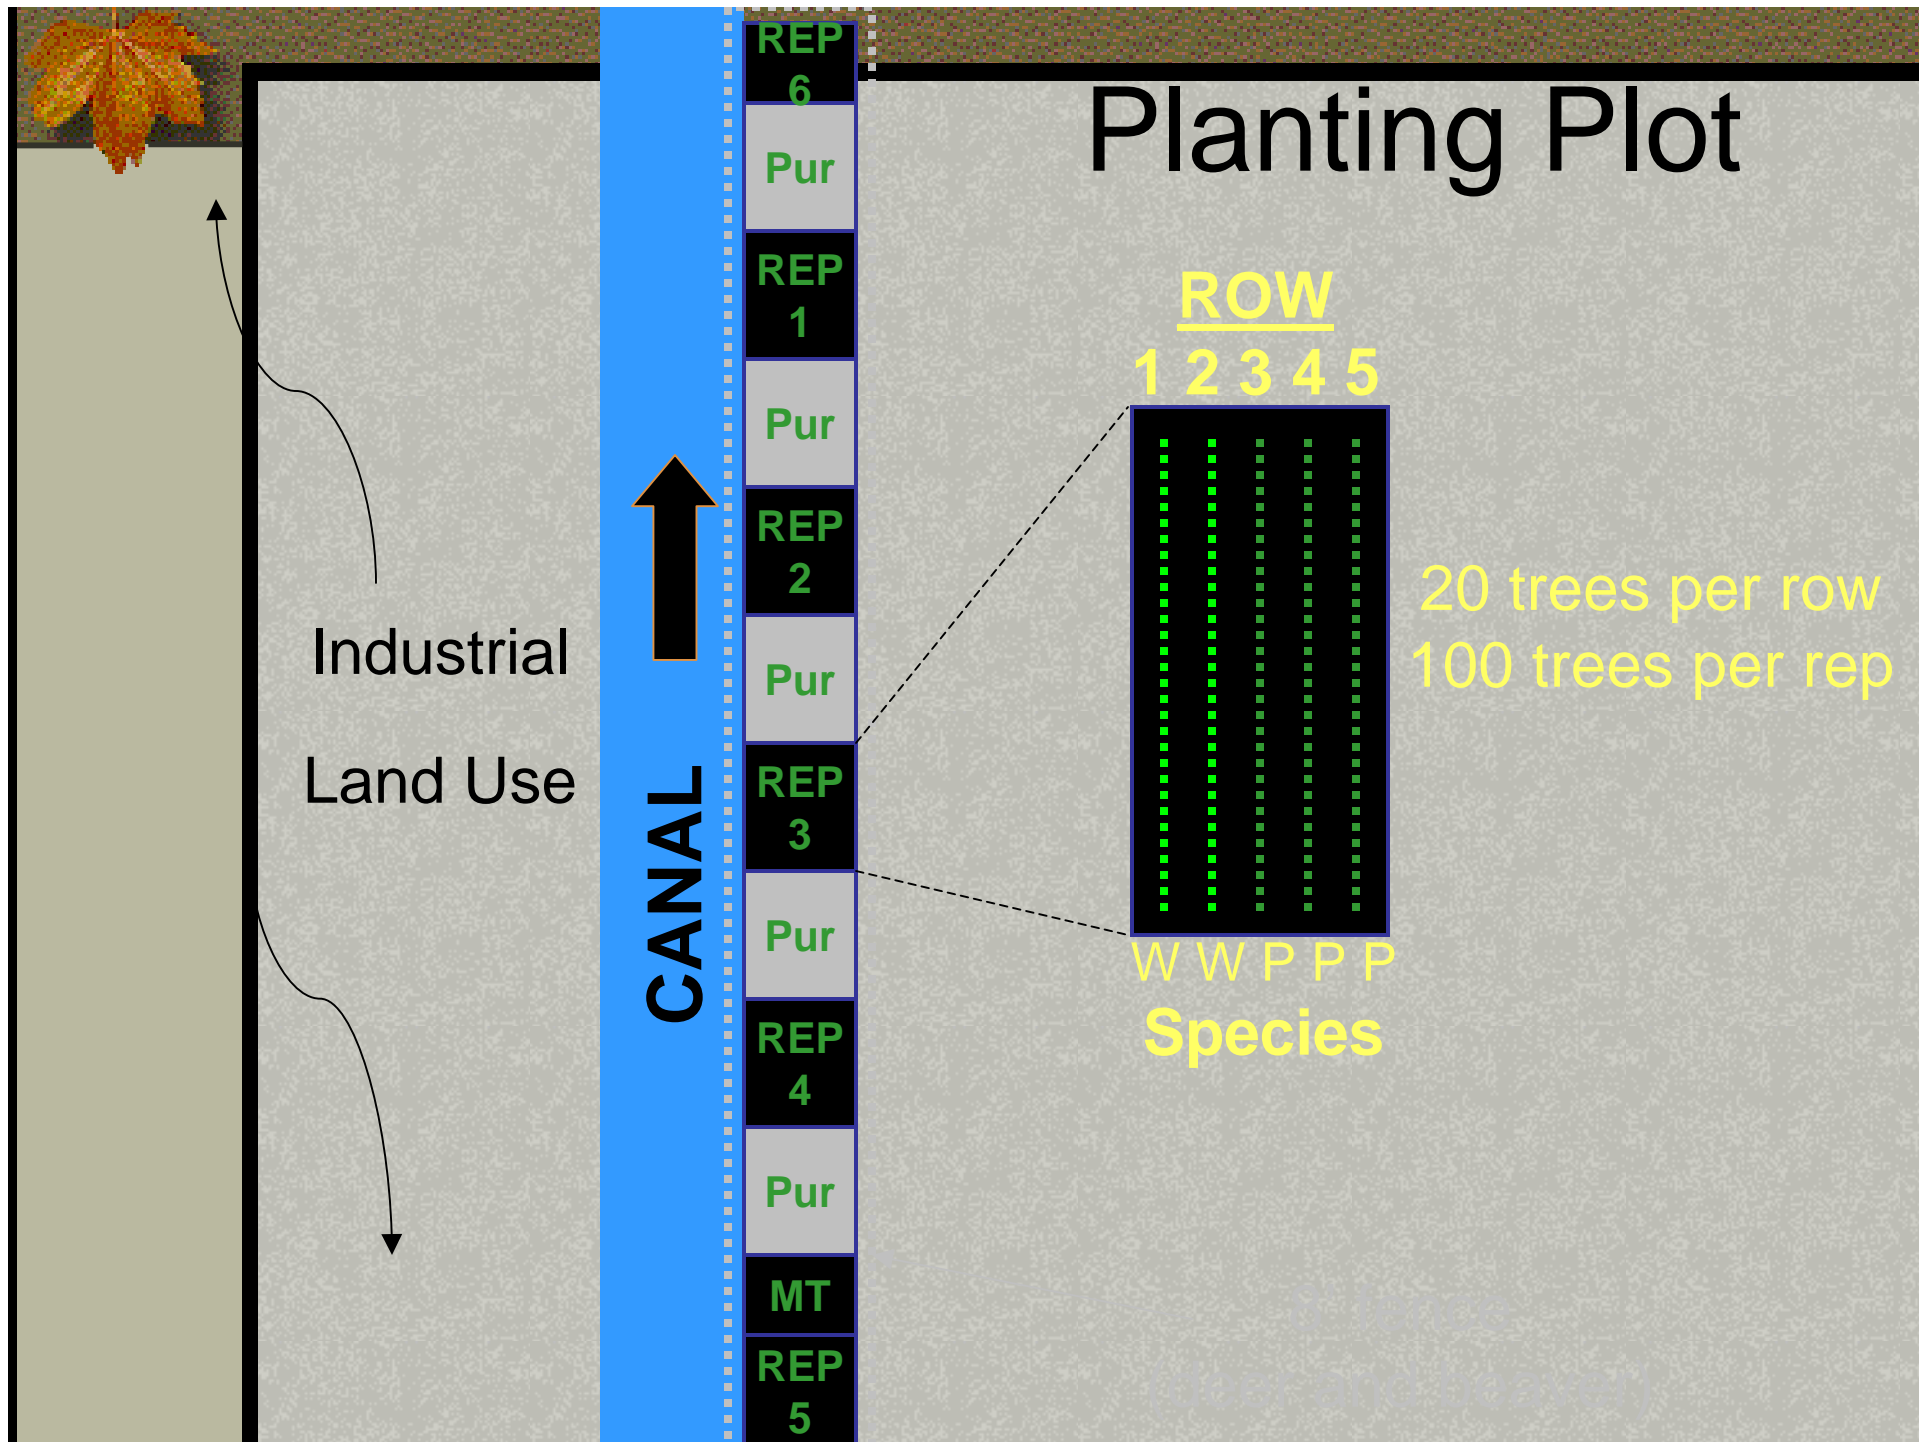 Planting Plot
REP
6
Pur
REP
1
Pur
REP
2
Pur
REP
3
Pur
REP
4
Pur
MT
REP
5
CANAL
Industrial
Land Use
ROW
1 2 3 4 5
20 trees per row
100 trees per rep
W W P P P
Species